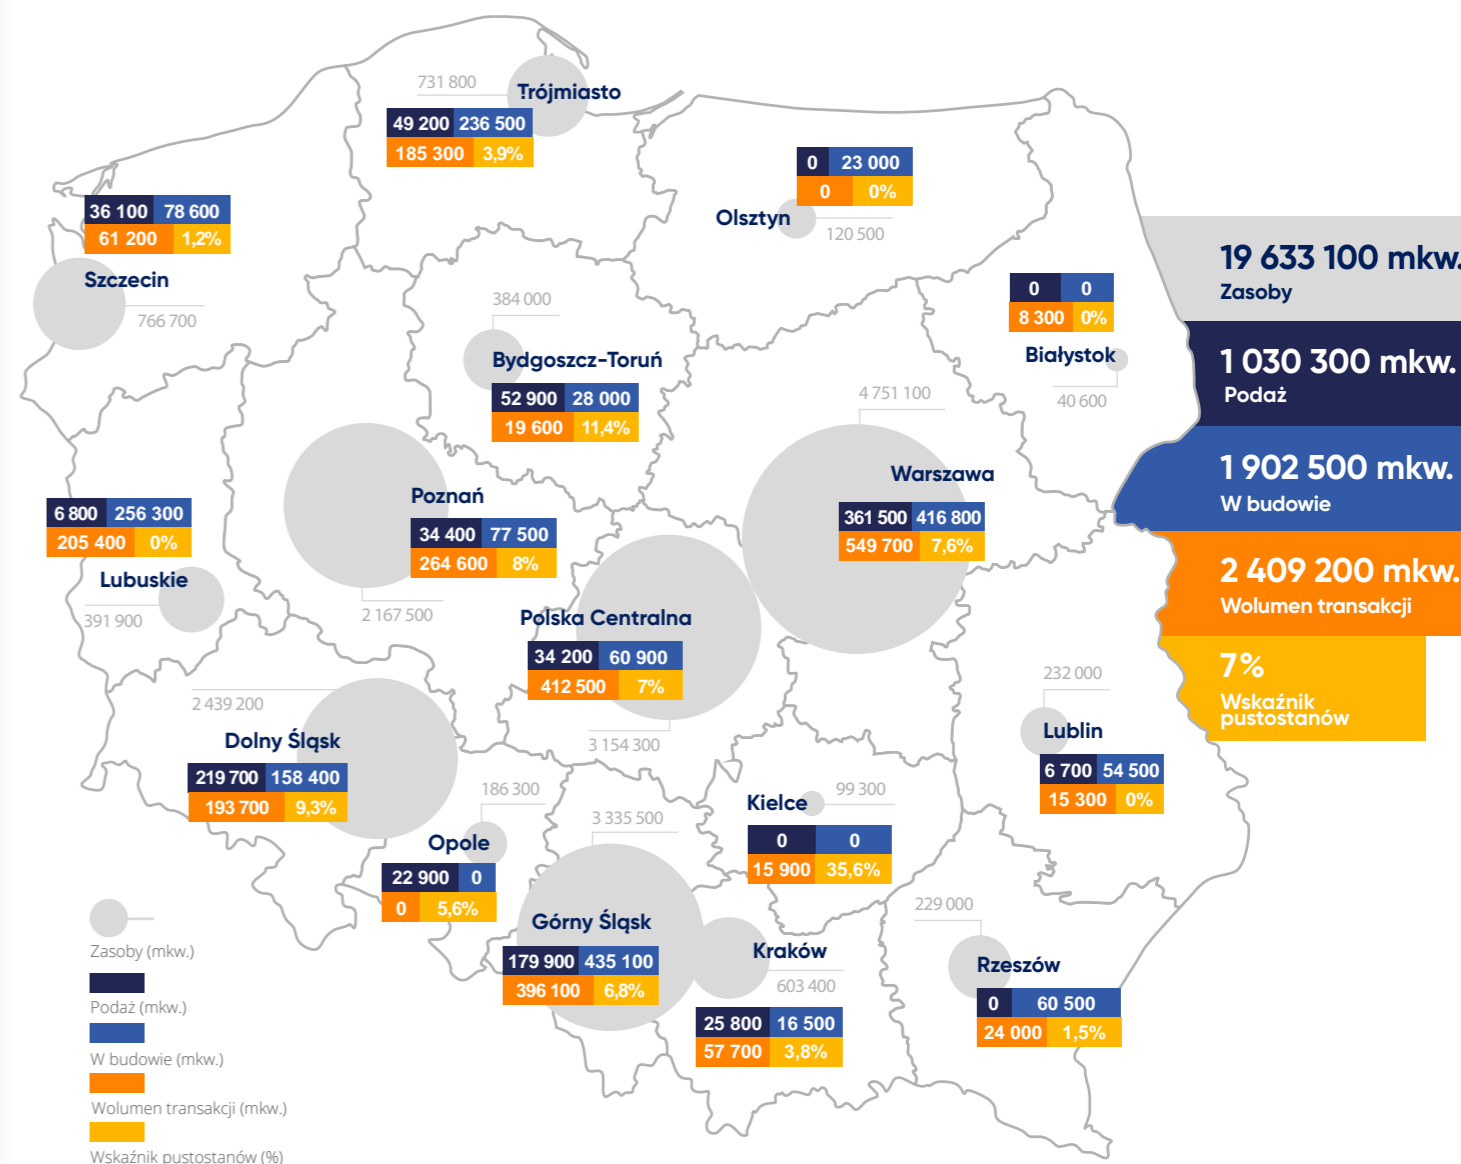 731 800
Trójmiasto
49 200 236 500
185 300 3,9%
0 23 000
0 0%
Olsztyn
120 500
36 100 78 600
61 200 1,2%
Szczecin
766 700
19 633 100 mkw.
Zasoby
0 0
8 300 0%
Białystok
40 600
384 000
Bydgoszcz-Toruń
52 900 28 000
19 600 11,4%
1 030 300 mkw.
Podaż
4 751 100
Warszawa
361 500 416 800
549 700 7,6%
1 902 500 mkw.
W budowie
Poznań
34 400 77 500
264 600 8%
2 167 500
6 800 256 300
205 400 0%
Lubuskie
391 900
2 409 200 mkw.
Wolumen transakcji
Polska Centralna
34 200 60 900
412 500 7%
3 154 300
7%
Wskaźnik
pustostanów
2 439 200
Dolny Śląsk
219 700 158 400
193 700 9,3%
232 000
Lublin
6 700 54 500
15 300 0%
186 300
Opole
22 900 0
0 5,6%
99 300
Kielce
0 0
15 900 35,6%
3 335 500
Górny Śląsk
179 900 435 100
396 100 6,8%
Kraków
603 400
25 800 16 500
57 700 3,8%
229 000
Rzeszów
0 60 500
24 000 1,5%
Zasoby (mkw.)
Podaż (mkw.)
W budowie (mkw.)
Wolumen transakcji (mkw.)
Wskaźnik pustostanów (%)